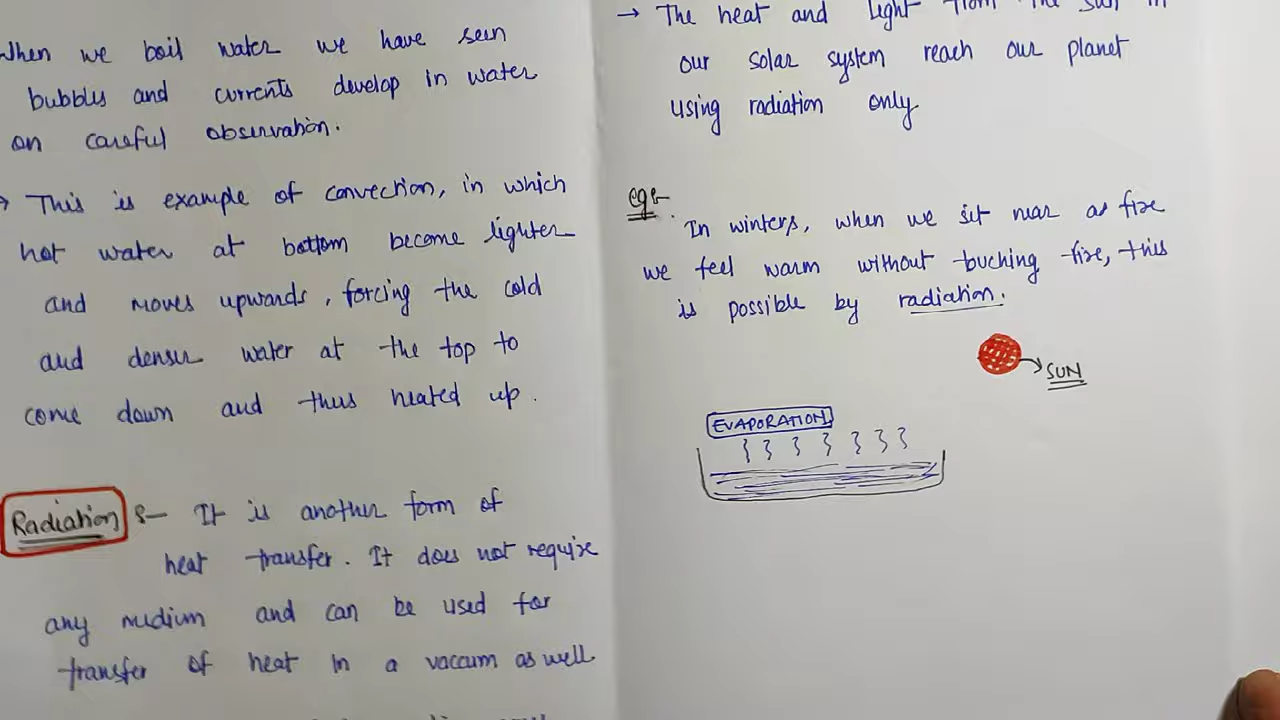 When we boil water we have seen
bubbles and currents develop in water
on careful observation.
→ This is example of convection, in which
hot water at bottom become lighter
and moves upwards, forcing the cold
and denser water at the top to
come down and thus heated up.
Radiation :- It is another form of
heat transfer. It does not require
any medium and can be used for
transfer of heat in a vaccum as well
→ The heat and light from the sun in
our solar system reach our planet
using radiation only
eg:-
In winters, when we sit near as fire
we feel warm without touching fire, this
is possible by radiation.
SUN
EVAPORATION